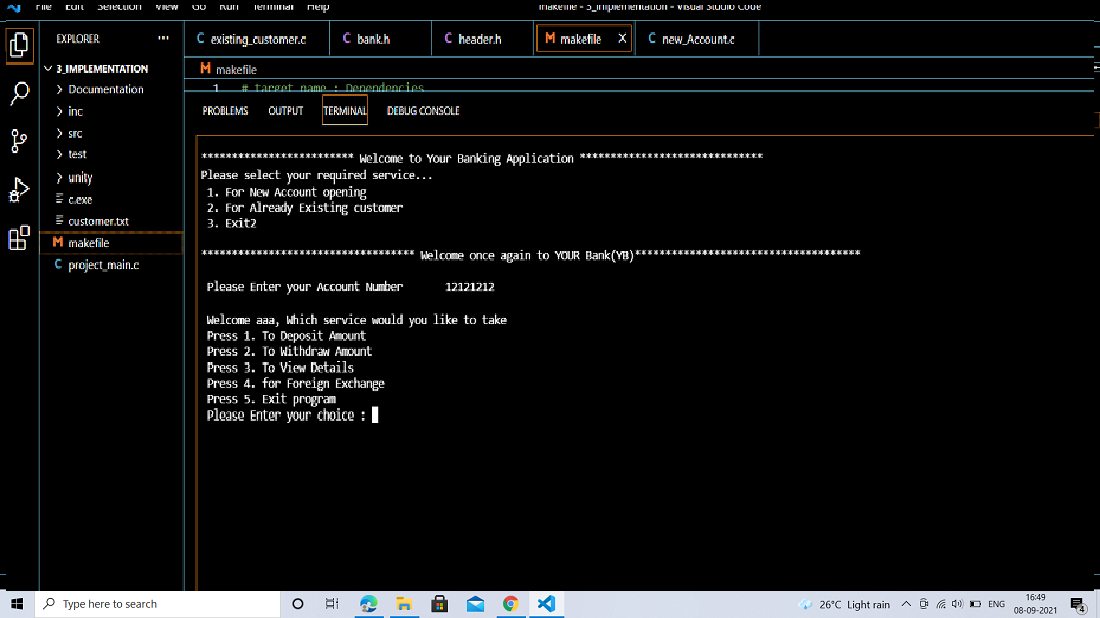 File Edit Selection View Go Run Terminal Help makefile - 3_Implementation - Visual Studio Code
EXPLORER ...
existing_customer.c bank.h header.h makefile X new_Account.c
3_IMPLEMENTATION
Documentation
inc
src
test
unity
c.exe
customer.txt
makefile
project_main.c
makefile
1 # target name : Dependencies
PROBLEMS OUTPUT TERMINAL DEBUG CONSOLE
************************* Welcome to Your Banking Application ******************************
Please select your required service...
1. For New Account opening
2. For Already Existing customer
3. Exit2
*********************************** Welcome once again to YOUR Bank(YB)*************************************
Please Enter your Account Number 12121212
Welcome aaa, Which service would you like to take
Press 1. To Deposit Amount
Press 2. To Withdraw Amount
Press 3. To View Details
Press 4. for Foreign Exchange
Press 5. Exit program
Please Enter your choice :
Type here to search
26°C Light rain
ENG
16:49
08-09-2021
4